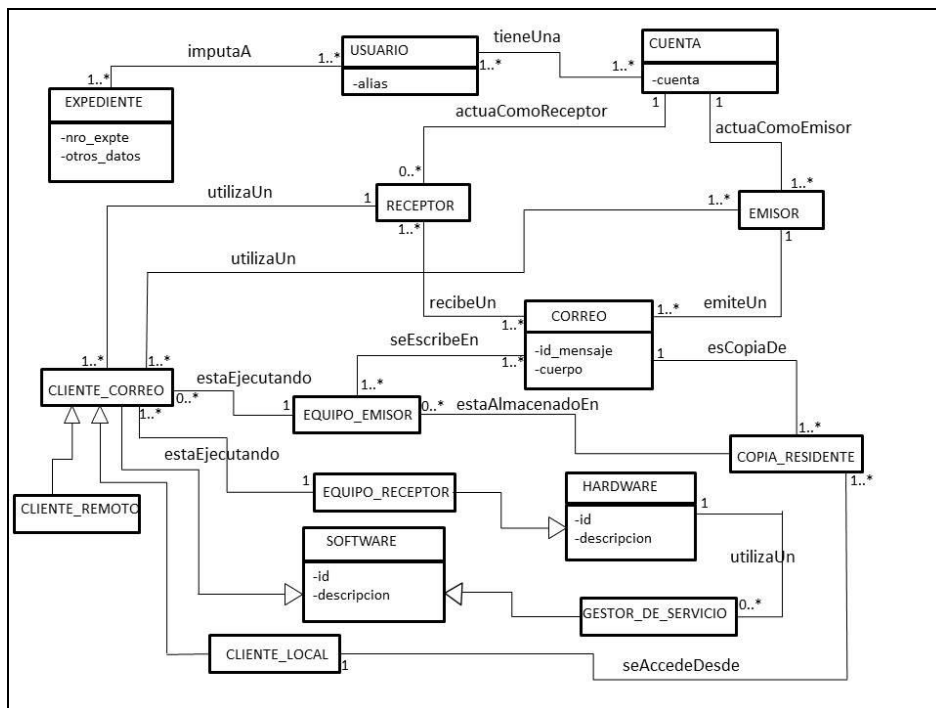 tieneUna
imputaA
1..*
USUARIO
1..*
1..*
CUENTA
-alias
-cuenta
1..*
EXPEDIENTE
-nro_expte
-otros_datos
1
1
actuaComoReceptor
actuaComoEmisor
0..*
1..*
utilizaUn
1
RECEPTOR
1..*
EMISOR
1..*
1
utilizaUn
recibeUn
1..*
CORREO
1..*
emiteUn
-id_mensaje
-cuerpo
seEscribeEn
1..*
1
esCopiaDe
1..*
1..*
CLIENTE_CORREO
0..*
estaEjecutando
1
1..*
EQUIPO_EMISOR
0..*
estaAlmacenadoEn
1..*
1..*
COPIA_RESIDENTE
1..*
estaEjecutando
1
EQUIPO_RECEPTOR
HARDWARE
-id
-descripcion
1
CLIENTE_REMOTO
SOFTWARE
-id
-descripcion
utilizaUn
GESTOR_DE_SERVICIO
0..*
CLIENTE_LOCAL
1
seAccedeDesde